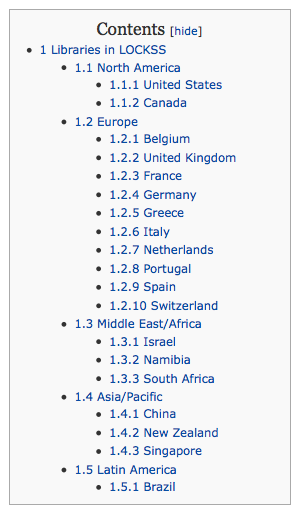 Contents [hide]
1 Libraries in LOCKSS
1.1 North America
1.1.1 United States
1.1.2 Canada
1.2 Europe
1.2.1 Belgium
1.2.2 United Kingdom
1.2.3 France
1.2.4 Germany
1.2.5 Greece
1.2.6 Italy
1.2.7 Netherlands
1.2.8 Portugal
1.2.9 Spain
1.2.10 Switzerland
1.3 Middle East/Africa
1.3.1 Israel
1.3.2 Namibia
1.3.3 South Africa
1.4 Asia/Pacific
1.4.1 China
1.4.2 New Zealand
1.4.3 Singapore
1.5 Latin America
1.5.1 Brazil